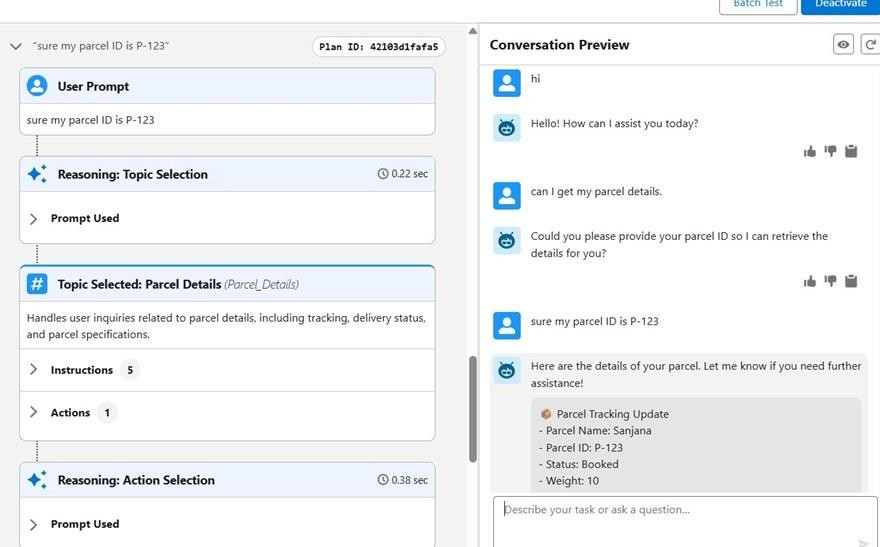 Batch Test
Deactivate
"sure my parcel ID is P-123"
Plan ID: 42103d1fafa5
User Prompt
sure my parcel ID is P-123
Reasoning: Topic Selection
0.22 sec
Prompt Used
Topic Selected: Parcel Details (Parcel_Details)
Handles user inquiries related to parcel details, including tracking, delivery status,
and parcel specifications.
Instructions 5
Actions 1
Reasoning: Action Selection
0.38 sec
Prompt Used
Conversation Preview
hi
Hello! How can I assist you today?
can I get my parcel details.
Could you please provide your parcel ID so I can retrieve the
details for you?
sure my parcel ID is P-123
Here are the details of your parcel. Let me know if you need further
assistance!
Parcel Tracking Update
- Parcel Name: Sanjana
- Parcel ID: P-123
- Status: Booked
- Weight: 10
Describe your task or ask a question...